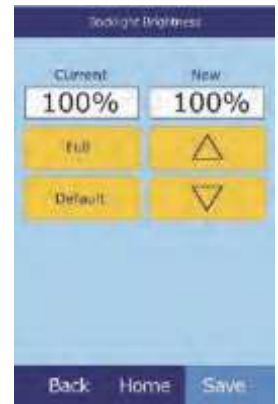 Backlight Brightness
Current New
100% 100%
Full
Default
Back Home Save